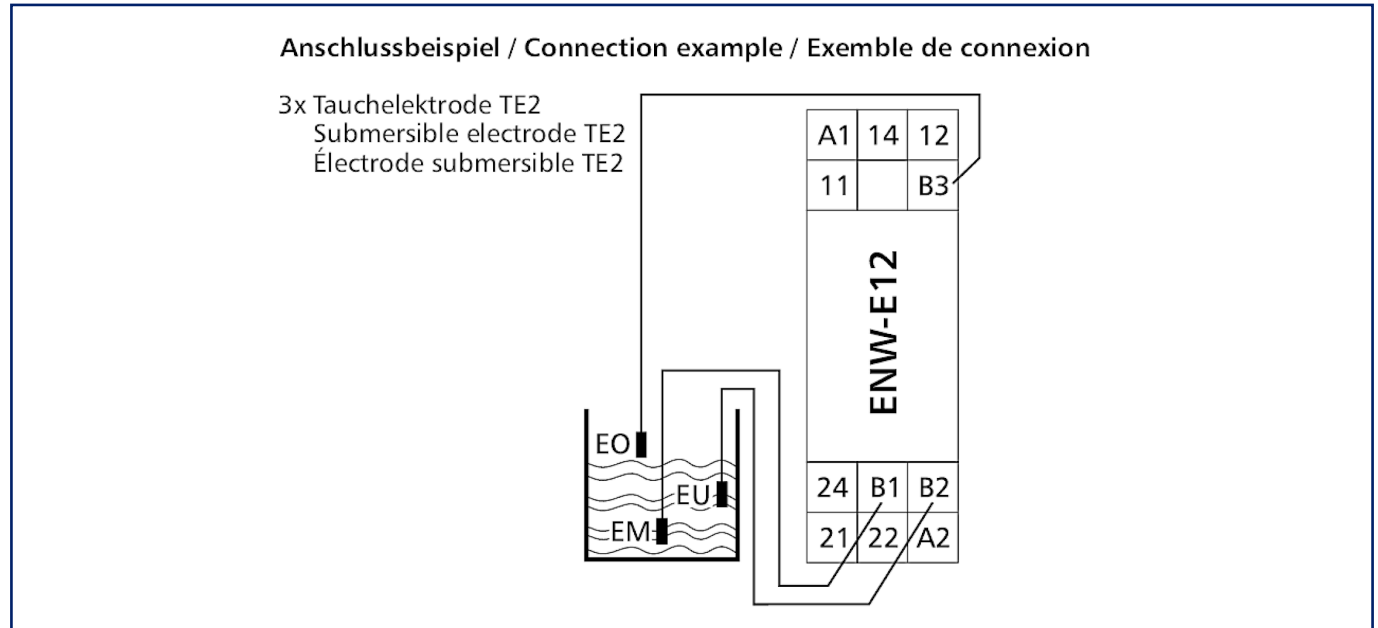 Anschlussbeispiel / Connection example / Exemble de connexion
3x Tauchelektrode TE2
Submersible electrode TE2
Électrode submersible TE2
A1 14 12
11 B3
ENW-E12
EO
EU
EM
24 B1 B2
21 22 A2